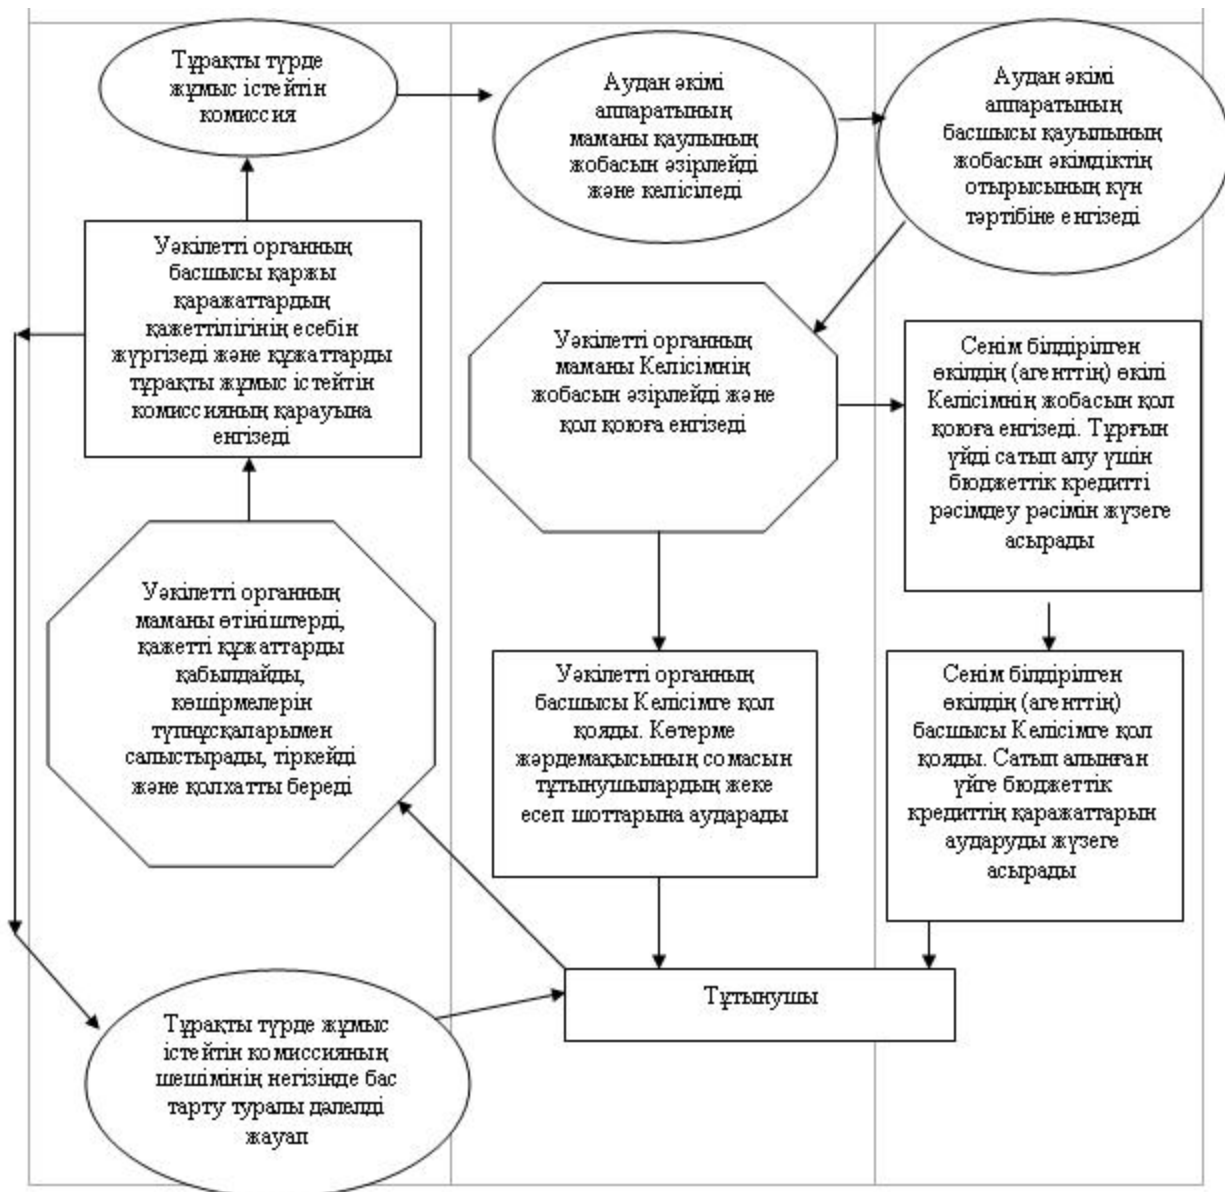 Тұрақты түрде
жұмыс істейтін
комиссия
Аудан әкімі
аппаратының
маманы қаулының
жобасын әзірлейді
және келісіледі
Аудан әкімі
аппаратының
басшысы қауылының
жобасын әкімдіктің
отырысының күн
тәртібіне енгізеді
Уәкілетті органның
басшысы қаржы
қаражаттардың
қажеттілігінің есебін
жүргізеді және құжаттарды
тұрақты жұмыс істейтін
комиссияның қарауына
енгізеді
Уәкілетті органның
маманы Келісімнің
жобасын әзірлейді және
қол қоюға енгізеді
Сенім білдірілген
өкілдің (агенттің) өкілі
Келісімнің жобасын қол
қоюға енгізеді. Тұрғын
үйді сатып алу үшін
бюджеттік кредитті
рәсімдеу рәсімін жүзеге
асырады
Уәкілетті органның
маманы өтініштерді,
қажетті құжаттарды
қабылдайды,
көшірмелерін
түпнұсқаларымен
салыстырады, тіркейді
және қолхатты береді
Уәкілетті органның
басшысы Келісімге қол
қояды. Көтерме
жәрдемақысының сомасын
тұтынушылардың жеке
есеп шоттарына аударады
Сенім білдірілген
өкілдің (агенттің)
басшысы Келісімге қол
қояды. Сатып алынған
үйге бюджеттік
кредиттің қаражаттарын
аударуды жүзеге
асырады
Тұтынушы
Тұрақты түрде жұмыс
істейтін комиссияның
шешімінің негізінде бас
тарту туралы дәлелді
жауап